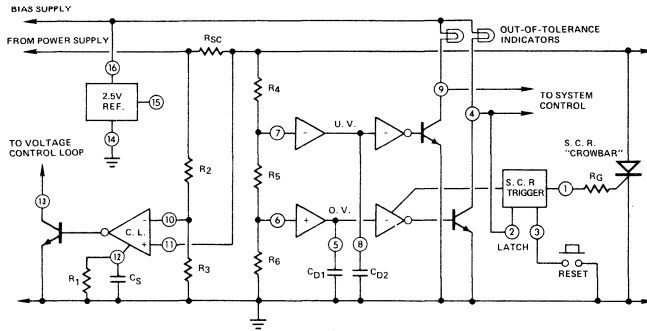 BIAS SUPPLY
FROM POWER SUPPLY
RSC
OUT-OF-TOLERANCE
INDICATORS
16
2.5V
REF.
15
14
R4
9
TO SYSTEM
CONTROL
4
7
-
U. V.
-
S. C. R.
"CROWBAR"
TO VOLTAGE
CONTROL LOOP
13
R2
R5
S. C. R
TRIGGER
1
RG
C. L.
-
10
+
11
6
+
O. V.
-
2
LATCH
3
5
8
12
R1
CS
R3
R6
CD1
CD2
RESET